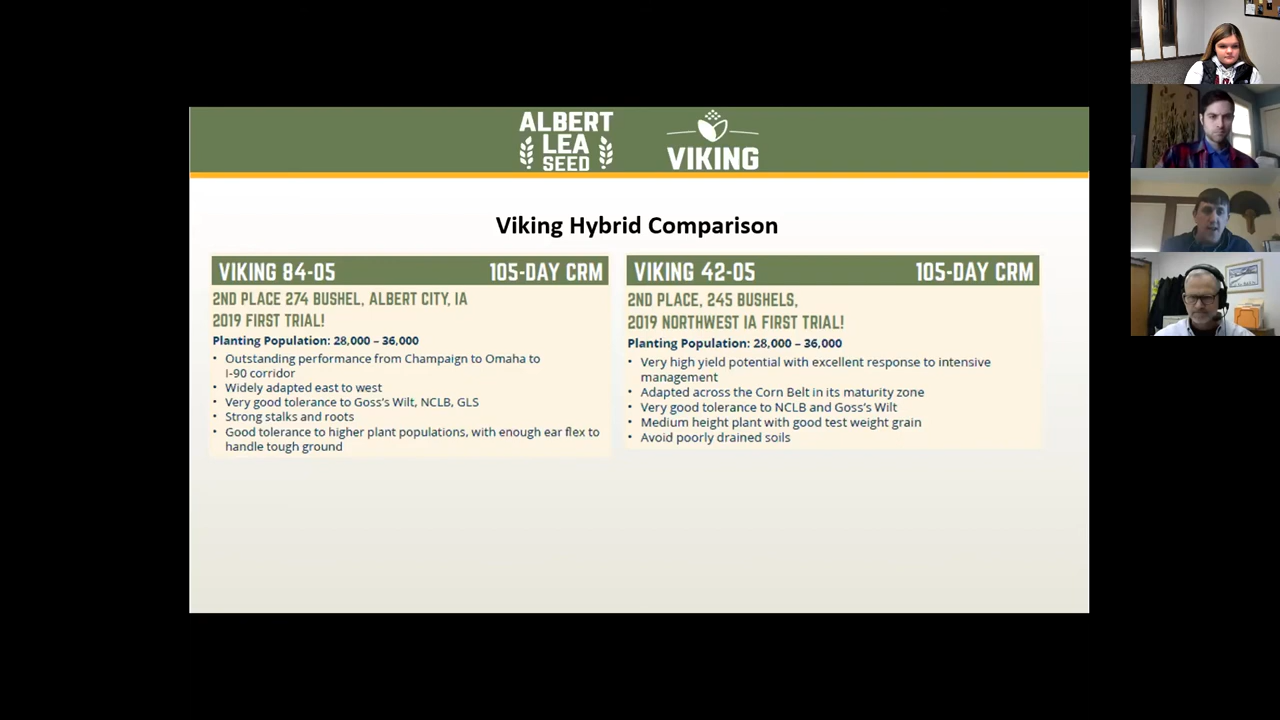 ALBERT
LEA
SEED
VIKING
Viking Hybrid Comparison
VIKING 84-05 105-DAY CRM
2ND PLACE 274 BUSHEL, ALBERT CITY, IA
2019 FIRST TRIAL!
Planting Population: 28,000 – 36,000
• Outstanding performance from Champaign to Omaha to
I-90 corridor
• Widely adapted east to west
• Very good tolerance to Goss's Wilt, NCLB, GLS
• Strong stalks and roots
• Good tolerance to higher plant populations, with enough ear flex to
handle tough ground
VIKING 42-05 105-DAY CRM
2ND PLACE, 245 BUSHELS,
2019 NORTHWEST IA FIRST TRIAL!
Planting Population: 28,000 – 36,000
• Very high yield potential with excellent response to intensive
management
• Adapted across the Corn Belt in its maturity zone
• Very good tolerance to NCLB and Goss's Wilt
• Medium height plant with good test weight grain
• Avoid poorly drained soils